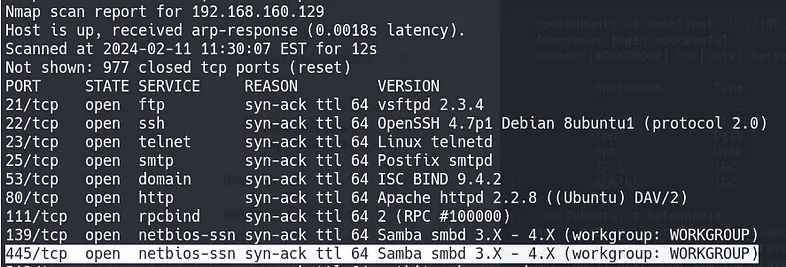 Nmap scan report for 192.168.160.129
Host is up, received arp-response (0.0018s latency).
Scanned at 2024-02-11 11:30:07 EST for 12s
Not shown: 977 closed tcp ports (reset)
PORT STATE SERVICE REASON VERSION
21/tcp open ftp syn-ack ttl 64 vsftpd 2.3.4
22/tcp open ssh syn-ack ttl 64 OpenSSH 4.7p1 Debian 8ubuntu1 (protocol 2.0)
23/tcp open telnet syn-ack ttl 64 Linux telnetd
25/tcp open smtp syn-ack ttl 64 Postfix smtpd
53/tcp open domain syn-ack ttl 64 ISC BIND 9.4.2
80/tcp open http syn-ack ttl 64 Apache httpd 2.2.8 ((Ubuntu) DAV/2)
111/tcp open rpcbind syn-ack ttl 64 2 (RPC #100000)
139/tcp open netbios-ssn syn-ack ttl 64 Samba smbd 3.X - 4.X (workgroup: WORKGROUP)
445/tcp open netbios-ssn syn-ack ttl 64 Samba smbd 3.X - 4.X (workgroup: WORKGROUP)